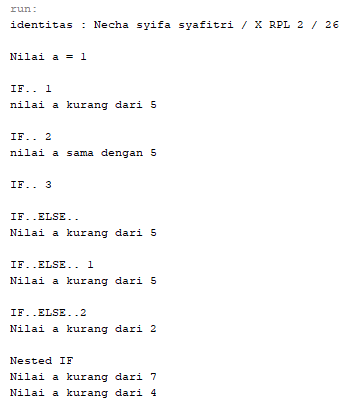 run:
identitas : Necha syifa syafitri / X RPL 2 / 26
Nilai a = 1
IF.. 1
nilai a kurang dari 5
IF.. 2
nilai a sama dengan 5
IF.. 3
IF..ELSE..
Nilai a kurang dari 5
IF..ELSE.. 1
Nilai a kurang dari 5
IF..ELSE..2
Nilai a kurang dari 2
Nested IF
Nilai a kurang dari 7
Nilai a kurang dari 4